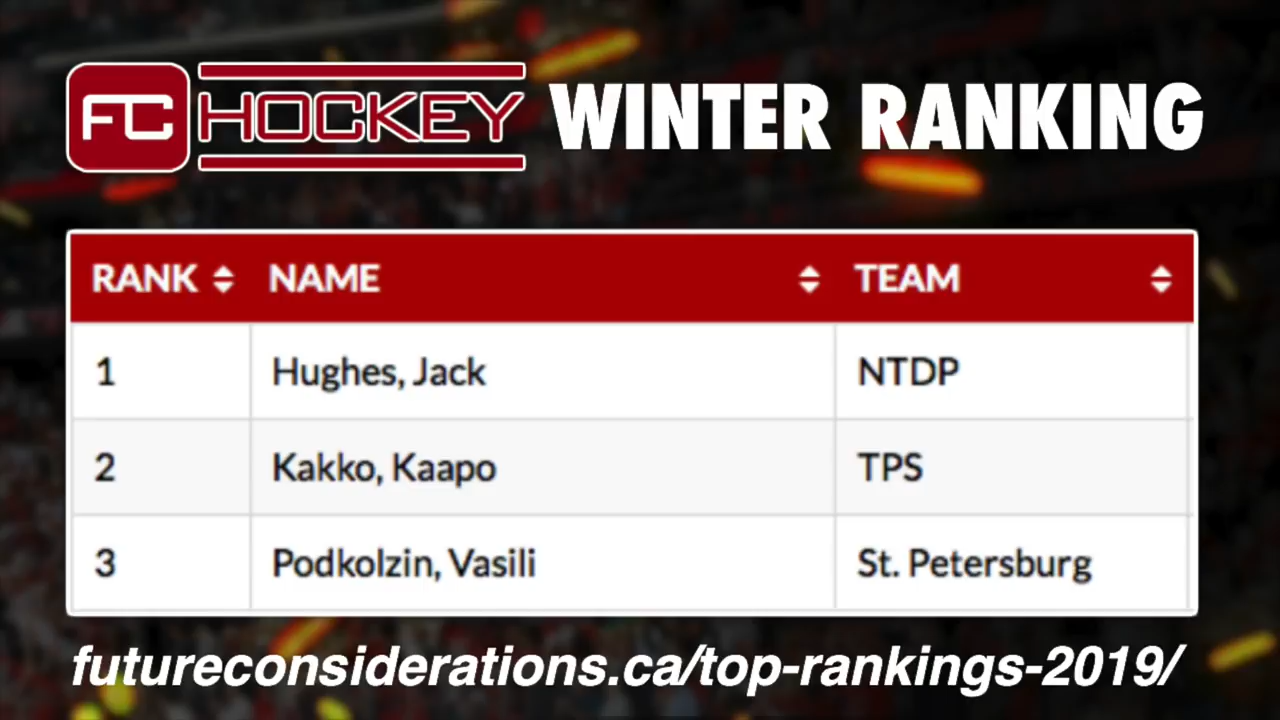 FC HOCKEY WINTER RANKING
RANK NAME TEAM
1 Hughes, Jack NTDP
2 Kakko, Kaapo TPS
3 Podkolzin, Vasili St. Petersburg
futureconsiderations.ca/top-rankings-2019/